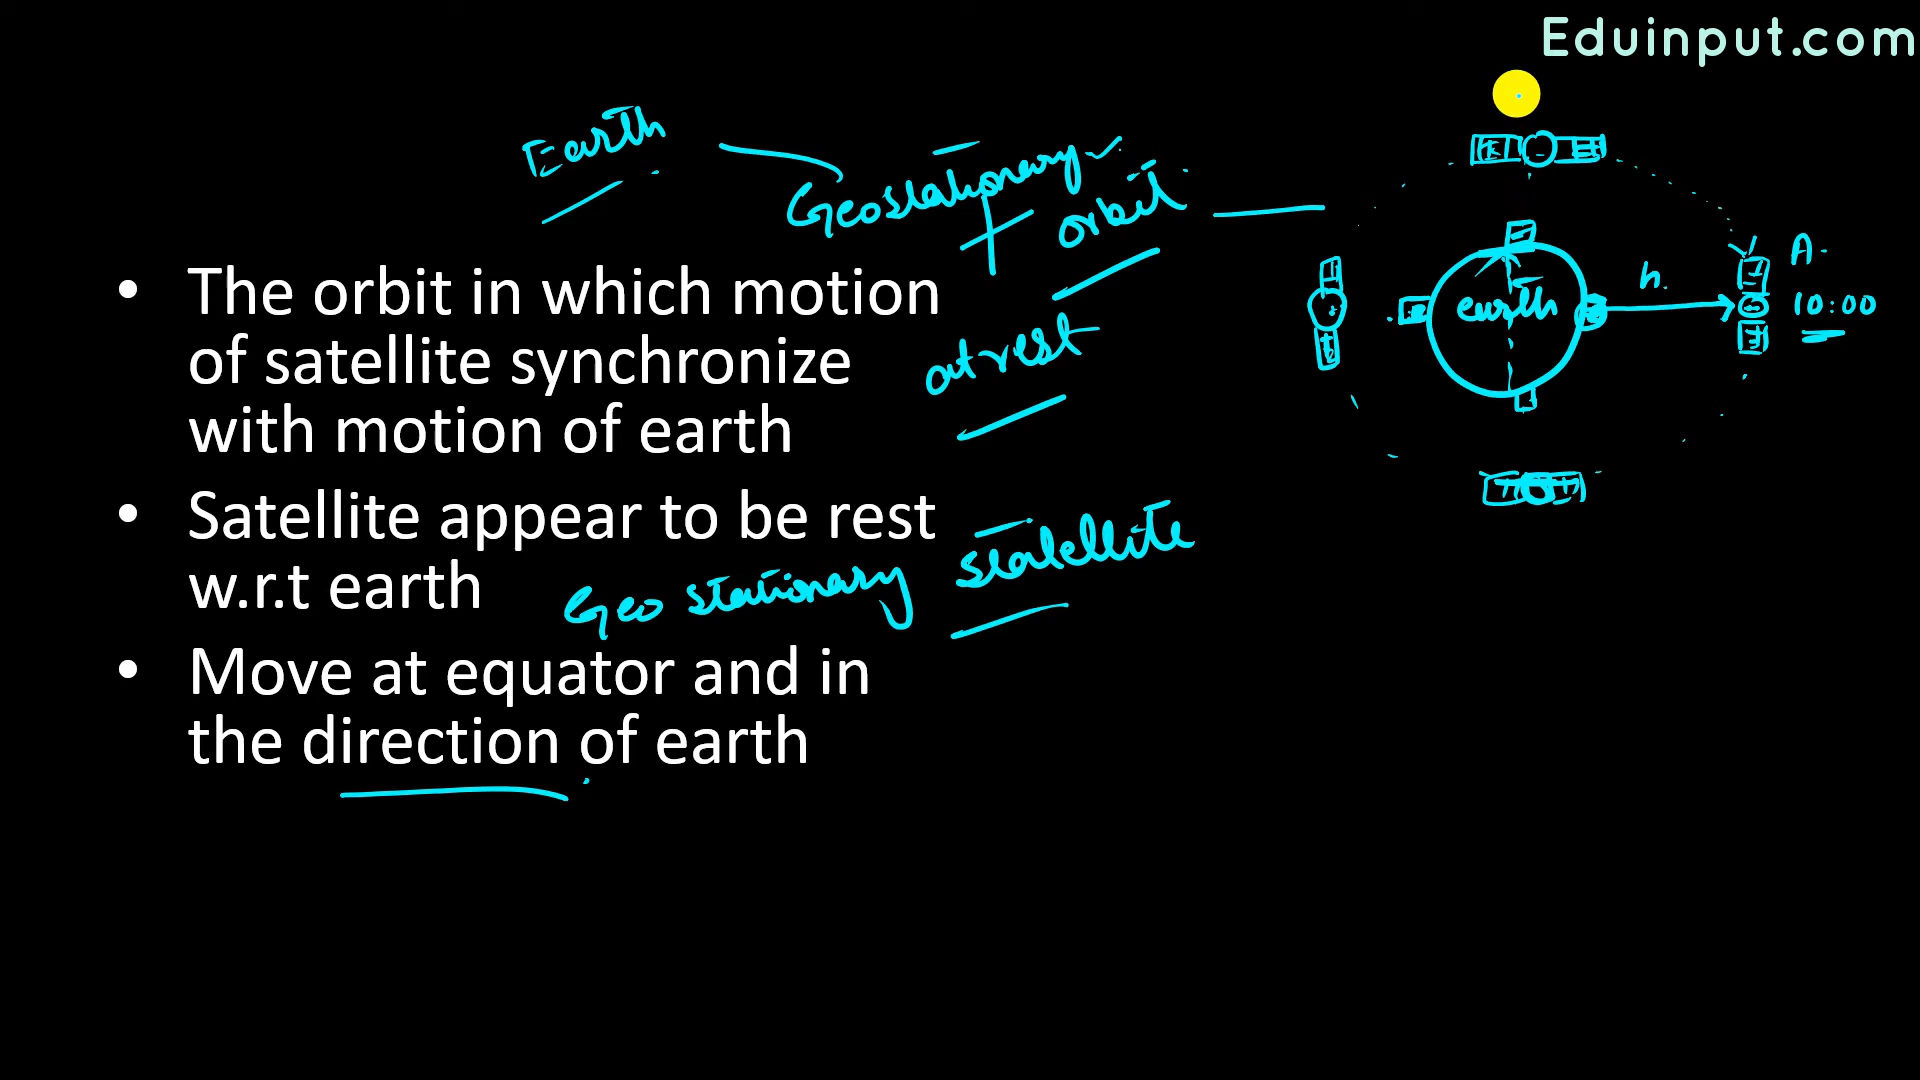 Eduinput.com
Earth
Geostationary
orbit
• The orbit in which motion
of satellite synchronize
with motion of earth
at rest
earth
h.
A.
10:00
• Satellite appear to be rest
w.r.t earth
Geo stationary statellite
• Move at equator and in
the direction of earth